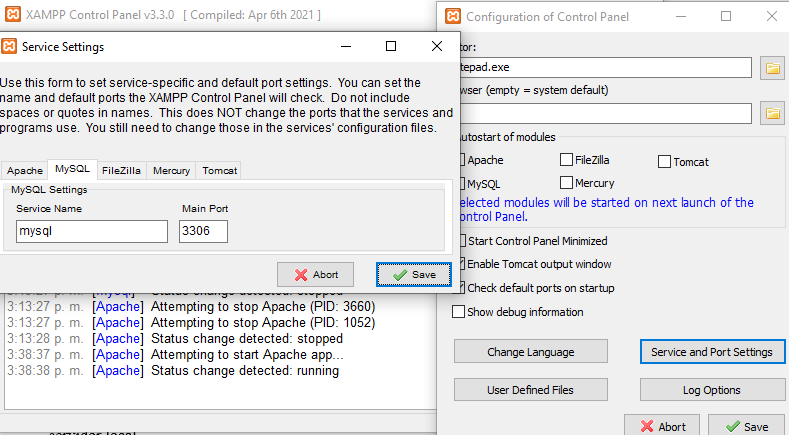 XAMPP Control Panel v3.3.0 [ Compiled: Apr 6th 2021 ]
Service Settings
Use this form to set service-specific and default port settings. You can set the
name and default ports the XAMPP Control Panel will check. Do not include
spaces or quotes in names. This does NOT change the ports that the services and
programs use. You still need to change those in the services' configuration files.
Apache MySQL FileZilla Mercury Tomcat
MySQL Settings
Service Name Main Port
mysql 3306
Abort Save
3:13:27 p. m. [mysql] Status change detected: stopped
3:13:27 p. m. [Apache] Attempting to stop Apache (PID: 3660)
3:13:27 p. m. [Apache] Attempting to stop Apache (PID: 1052)
3:13:28 p. m. [Apache] Status change detected: stopped
3:38:37 p. m. [Apache] Attempting to start Apache app...
3:38:38 p. m. [Apache] Status change detected: running
Configuration of Control Panel
tor:
tepad.exe
wser (empty = system default)
utostart of modules
Apache FileZilla Tomcat
MySQL Mercury
elected modules will be started on next launch of the
ontrol Panel.
Start Control Panel Minimized
Enable Tomcat output window
Check default ports on startup
Show debug information
Change Language Service and Port Settings
User Defined Files Log Options
Abort Save